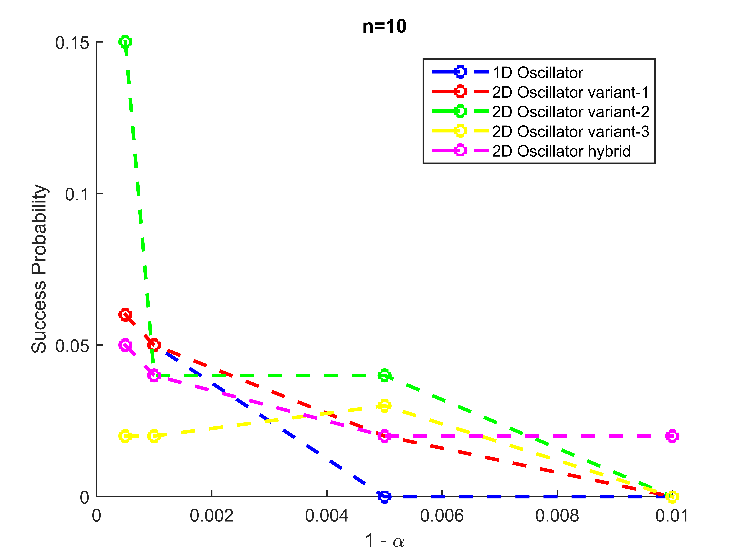 n=10
0.15
0.1
0.05
0
Success Probability
1D Oscillator
2D Oscillator variant-1
2D Oscillator variant-2
2D Oscillator variant-3
2D Oscillator hybrid
0 0.002 0.004 0.006 0.008 0.01
1 - α